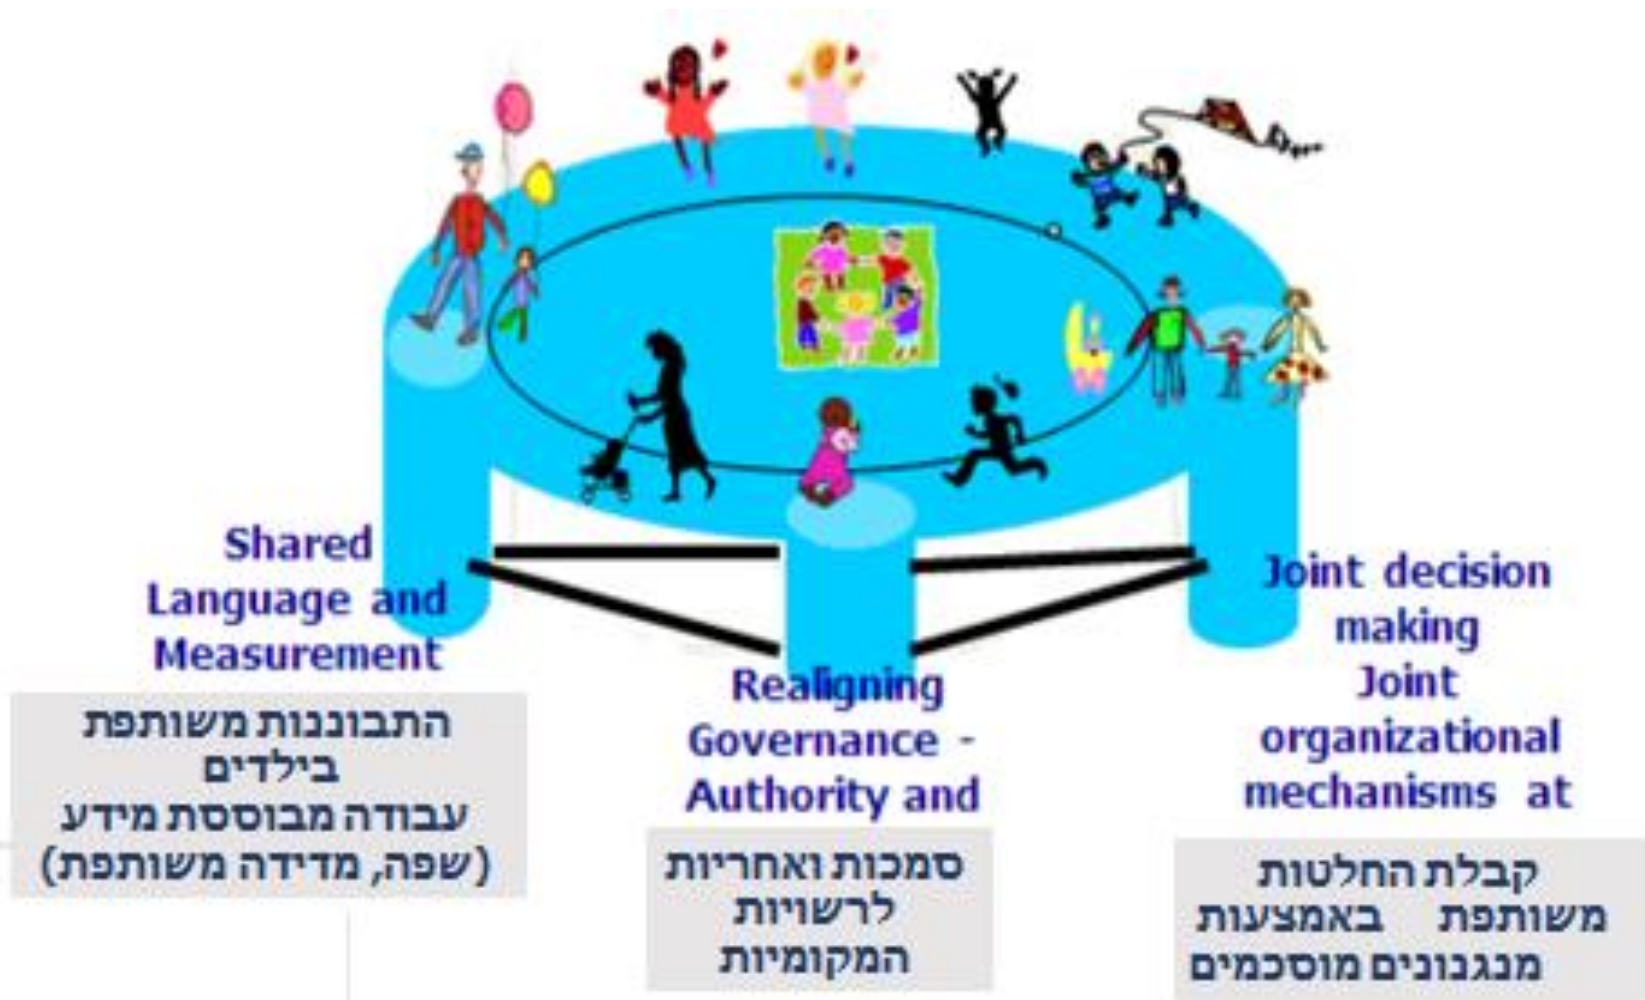 Shared
Language and
Measurement
התבוננות משותפת
בילדים
עבודה מבוססת מידע
(שפה, מדידה משותפת)
Realigning
Governance -
Authority and
סמכות ואחריות
לרשויות
המקומיות
Joint decision
making
Joint
organizational
mechanisms at
קבלת החלטות
משותפת באמצעות
מנגנונים מוסכמים